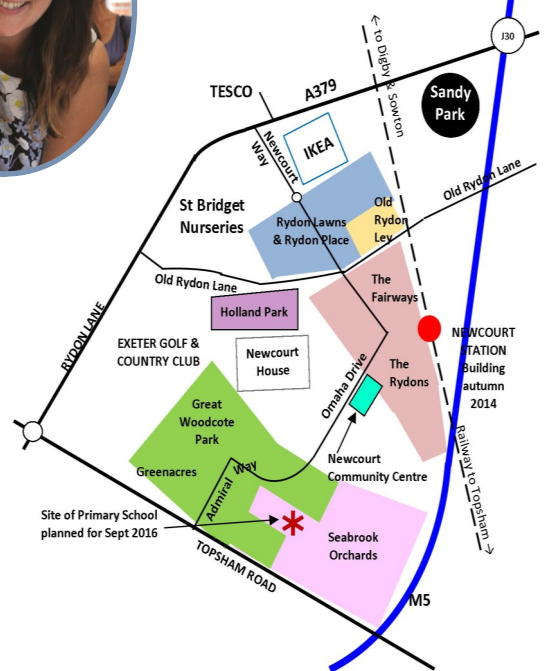 J30
← to Digby & Sowton
A379
TESCO
Sandy
Park
IKEA
Newcourt
Way
Old Rydon Lane
St Bridget
Nurseries
Old
Rydon
Ley
Rydon Lawns
& Rydon Place
Old Rydon Lane
The
Fairways
Holland Park
RYDON LANE
EXETER GOLF &
COUNTRY CLUB
Newcourt
House
NEWCOURT
STATION
Building
autumn
2014
The
Rydons
Omaha Drive
Great
Woodcote
Park
Newcourt
Community Centre
Greenacres
Admiral Way
Railway to Topsham →
Site of Primary School
planned for Sept 2016
*
Seabrook
Orchards
TOPSHAM ROAD
M5